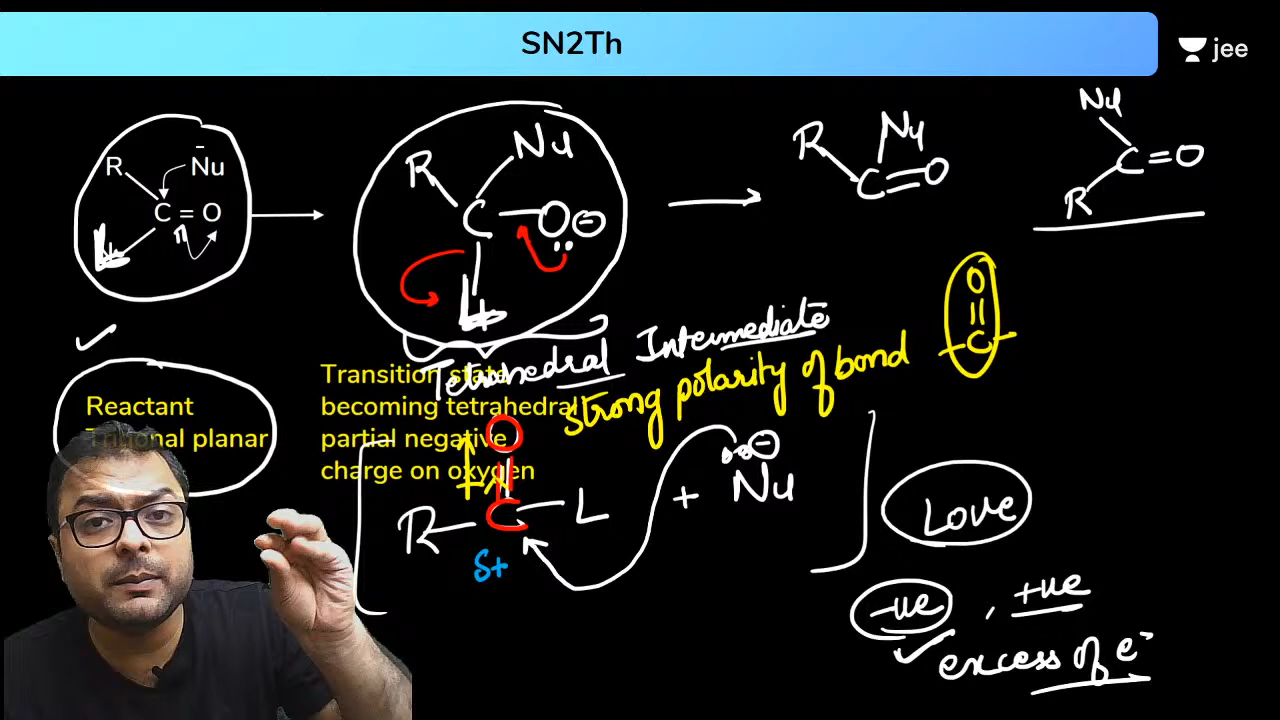 SN2Th
jee
R
Nu
C = O
π
L
R
Nu
C
O ⊖
L
R
Nu
C=O
Nu
C=O
R
Tetrahedral Intermediate
Strong polarity of bond
O
C
Reactant
Trigonal planar
Transition state
becoming tetrahedral
partial negative
charge on oxygen
O
R-C-L + Nu ⊖
δ+
Love
-ve , +ve
excess of e-